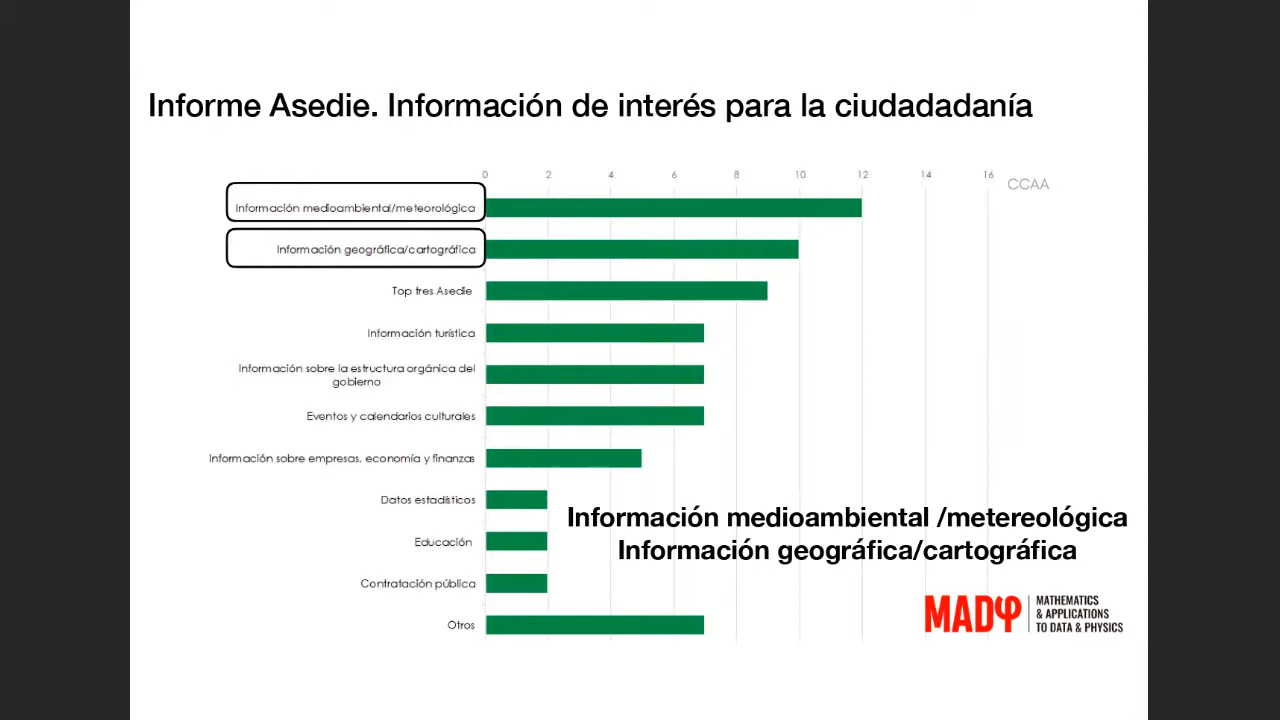 Informe Asedie. Información de interés para la ciudadadanía
0 2 4 6 8 10 12 14 16
CCAA
Información medioambiental/meteorológica
Información geográfica/cartográfica
Top tres Asedie
Información turística
Información sobre la estructura orgánica del
gobierno
Eventos y calendarios culturales
Información sobre empresas, economía y finanzas
Datos estadísticos
Educación
Contratación pública
Otros
Información medioambiental /metereológica
Información geográfica/cartográfica
MADφ
MATHEMATICS
& APPLICATIONS
TO DATA & PHYSICS